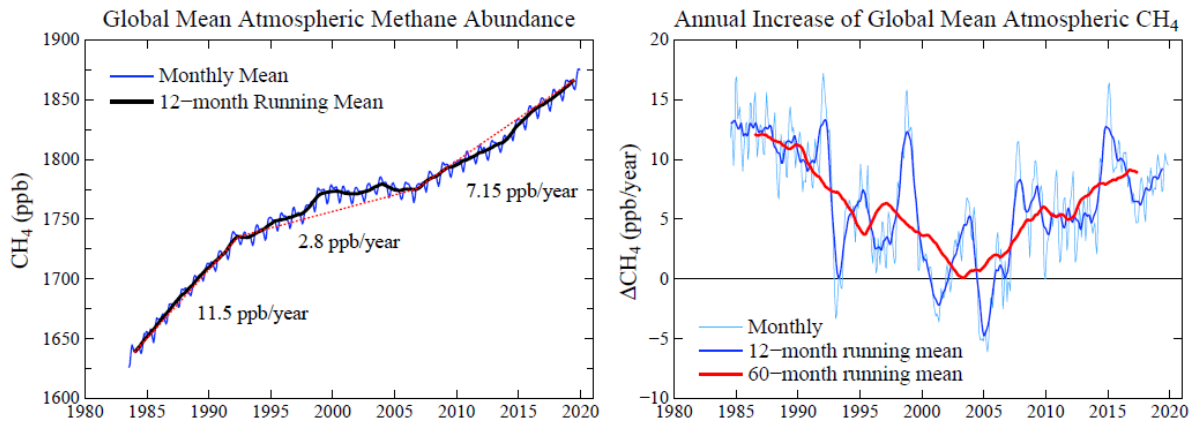 Global Mean Atmospheric Methane Abundance
1900
1850
1800
1750
1700
1650
1600
CH4 (ppb)
Monthly Mean
12−month Running Mean
7.15 ppb/year
2.8 ppb/year
11.5 ppb/year
1980 1985 1990 1995 2000 2005 2010 2015 2020
Annual Increase of Global Mean Atmospheric CH4
20
15
10
5
0
−5
−10
ΔCH4 (ppb/year)
Monthly
12−month running mean
60−month running mean
1980 1985 1990 1995 2000 2005 2010 2015 2020